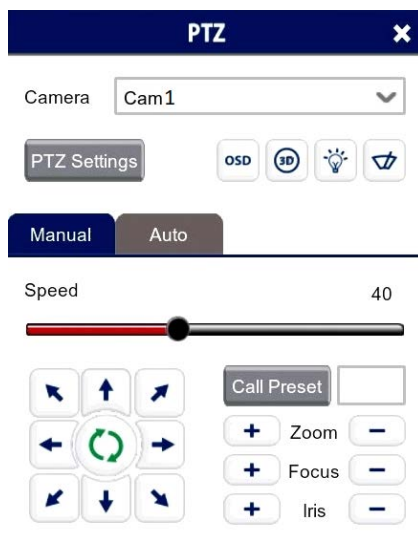 PTZ
Camera Cam1
PTZ Settings OSD 3D
Manual Auto
Speed 40
Call Preset
+ Zoom −
+ Focus −
+ Iris −